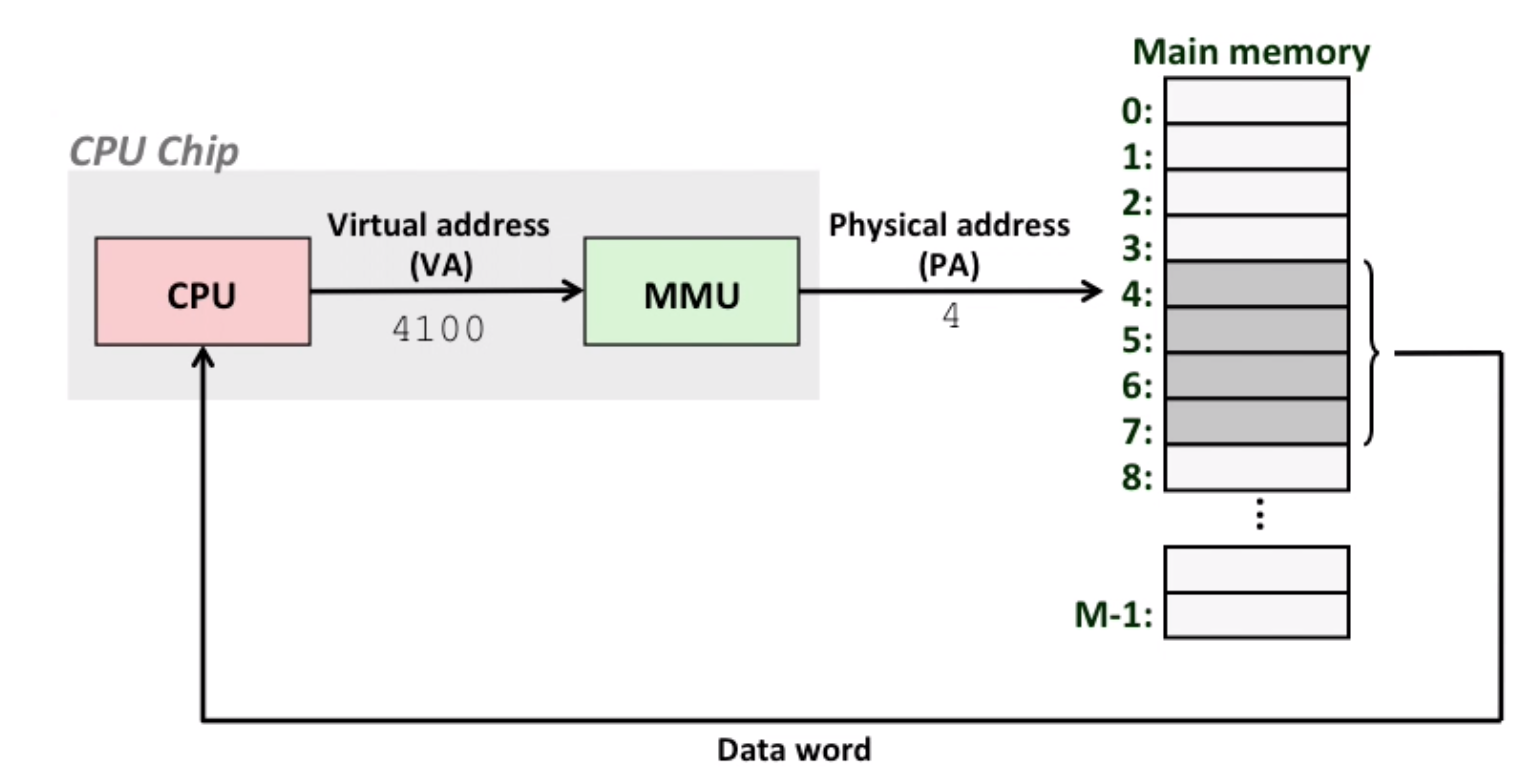 Main memory
CPU Chip
0:
1:
2:
3:
4:
5:
6:
7:
8:
M-1:
Virtual address
(VA)
4100
Physical address
(PA)
4
CPU
MMU
Data word